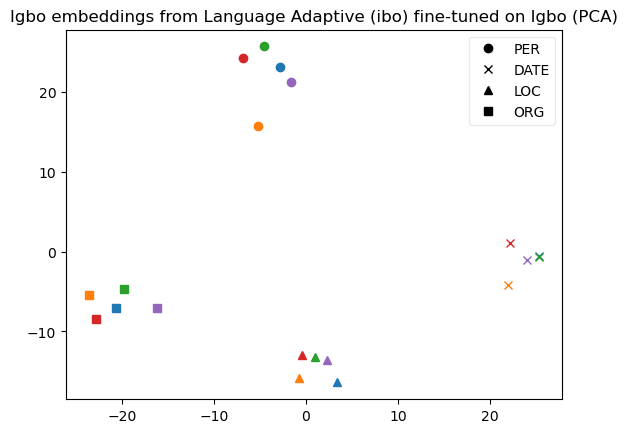 Igbo embeddings from Language Adaptive (ibo) fine-tuned on Igbo (PCA)
PER
DATE
LOC
ORG
20
10
0
−10
−20
−10
0
10
20